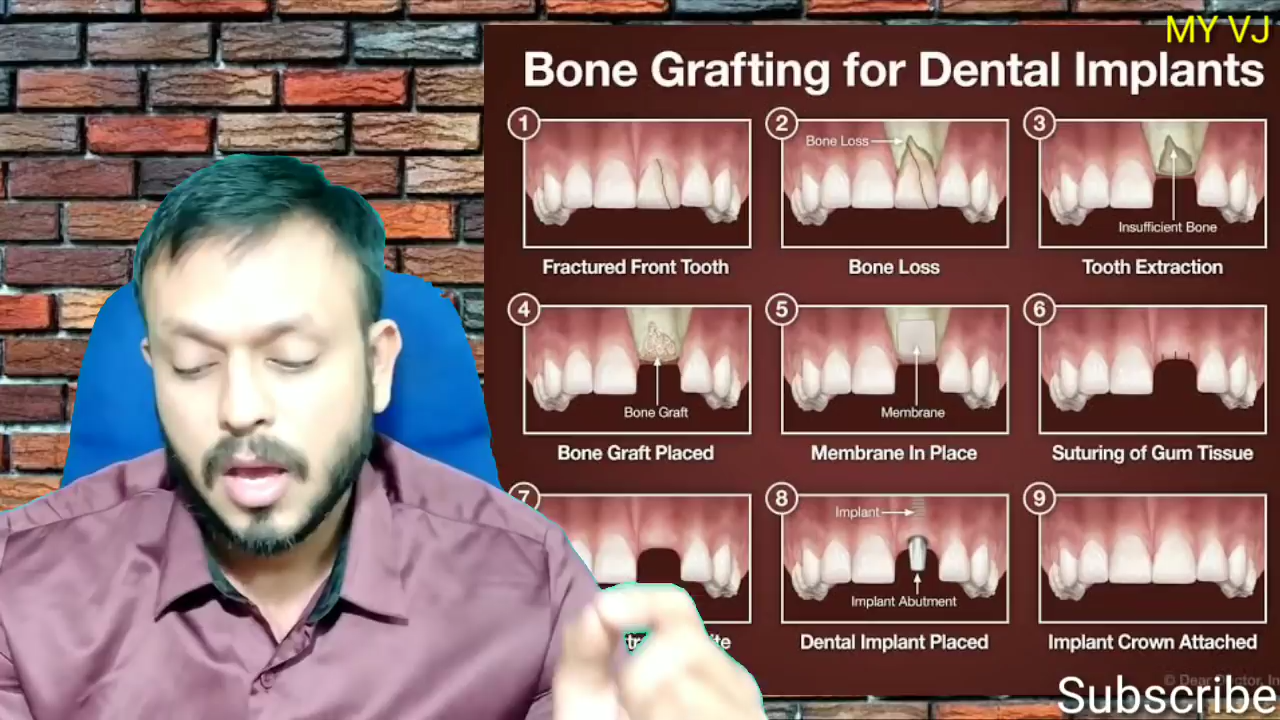 MY VJ
Bone Grafting for Dental Implants
1
2
3
Bone Loss
Insufficient Bone
Fractured Front Tooth
Bone Loss
Tooth Extraction
4
5
6
Bone Graft
Membrane
Bone Graft Placed
Membrane In Place
Suturing of Gum Tissue
7
8
9
Implant
Implant Abutment
Dental Implant Placed
Implant Crown Attached
Subscribe